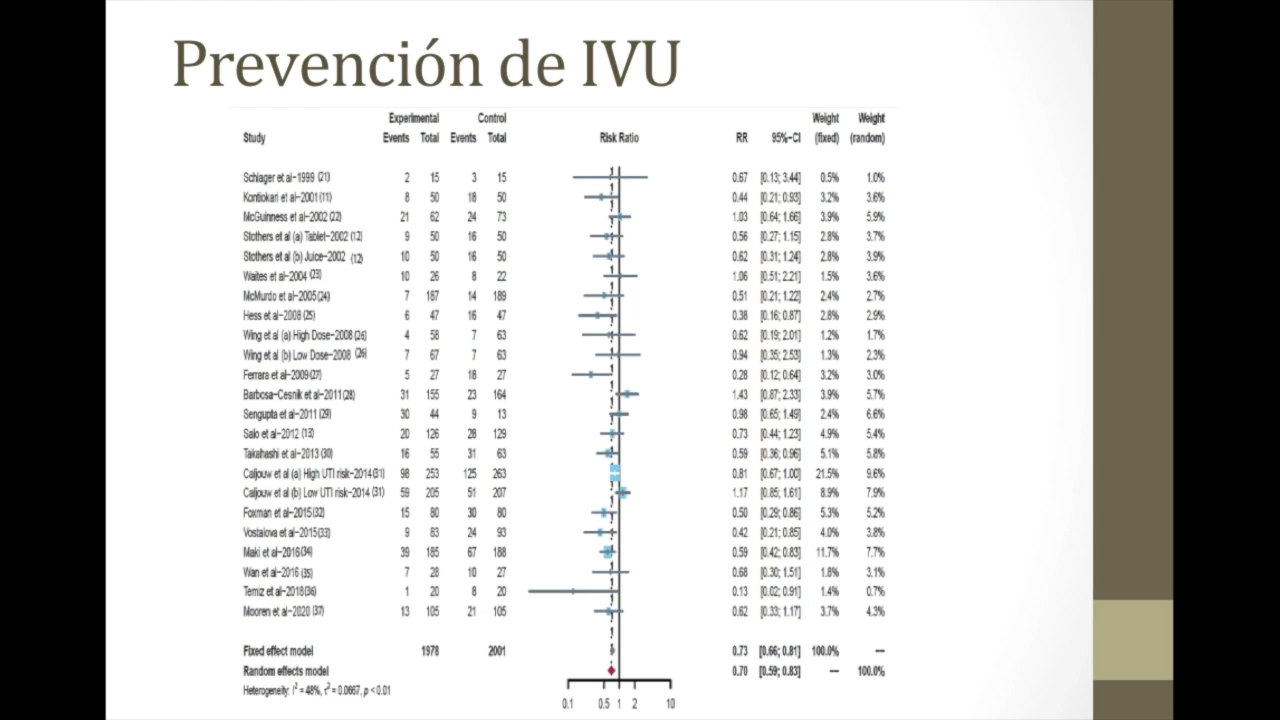 Prevención de IVU
Experimental Control Weight Weight
Study Events Total Events Total Risk Ratio RR 95%-CI (fixed) (random)
Schlager et al-1999 (21) 2 15 3 15 0.67 [0.13; 3.44] 0.5% 1.0%
Kontiokari et al-2001 (11) 8 50 18 50 0.44 [0.21; 0.93] 3.2% 3.6%
McGuinness et al-2002 (22) 21 62 24 73 1.03 [0.64; 1.66] 3.9% 5.9%
Stothers et al (a) Tablet-2002 (12) 9 50 16 50 0.56 [0.27; 1.15] 2.8% 3.7%
Stothers et al (b) Juice-2002 (12) 10 50 16 50 0.62 [0.31; 1.24] 2.8% 3.9%
Waites et al-2004 (23) 10 26 8 22 1.06 [0.51; 2.21] 1.5% 3.6%
McMurdo et al-2005 (24) 7 187 14 189 0.51 [0.21; 1.22] 2.4% 2.7%
Hess et al-2008 (25) 6 47 16 47 0.38 [0.16; 0.87] 2.8% 2.9%
Wing et al (a) High Dose-2008 (26) 4 58 7 63 0.62 [0.19; 2.01] 1.2% 1.7%
Wing et al (b) Low Dose-2008 (26) 7 67 7 63 0.94 [0.35; 2.53] 1.3% 2.3%
Ferrara et al-2009 (27) 5 27 18 27 0.28 [0.12; 0.64] 3.2% 3.0%
Barbosa-Cesnik et al-2011 (28) 31 155 23 164 1.43 [0.87; 2.33] 3.9% 5.7%
Sengupta et al-2011 (29) 30 44 9 13 0.98 [0.65; 1.49] 2.4% 6.6%
Salo et al-2012 (13) 20 126 28 129 0.73 [0.44; 1.23] 4.9% 5.4%
Takahashi et al-2013 (30) 16 55 31 63 0.59 [0.36; 0.96] 5.1% 5.8%
Caljouw et al (a) High UTI risk-2014 (31) 98 253 125 263 0.81 [0.67; 1.00] 21.5% 9.6%
Caljouw et al (b) Low UTI risk-2014 (31) 59 205 51 207 1.17 [0.85; 1.61] 8.9% 7.9%
Foxman et al-2015 (32) 15 80 30 80 0.50 [0.29; 0.86] 5.3% 5.2%
Vostalova et al-2015 (33) 9 83 24 93 0.42 [0.21; 0.85] 4.0% 3.8%
Maki et al-2016 (34) 39 185 67 188 0.59 [0.42; 0.83] 11.7% 7.7%
Wan et al-2016 (35) 7 28 10 27 0.68 [0.30; 1.51] 1.8% 3.1%
Temiz et al-2018 (36) 1 20 8 20 0.13 [0.02; 0.91] 1.4% 0.7%
Mooren et al-2020 (37) 13 105 21 105 0.62 [0.33; 1.17] 3.7% 4.3%
Fixed effect model 1978 2001 0.73 [0.66; 0.81] 100.0% ---
Random effects model 0.70 [0.59; 0.83] --- 100.0%
Heterogeneity: I² = 48%, τ² = 0.0667, p < 0.01
0.1 0.5 1 2 10